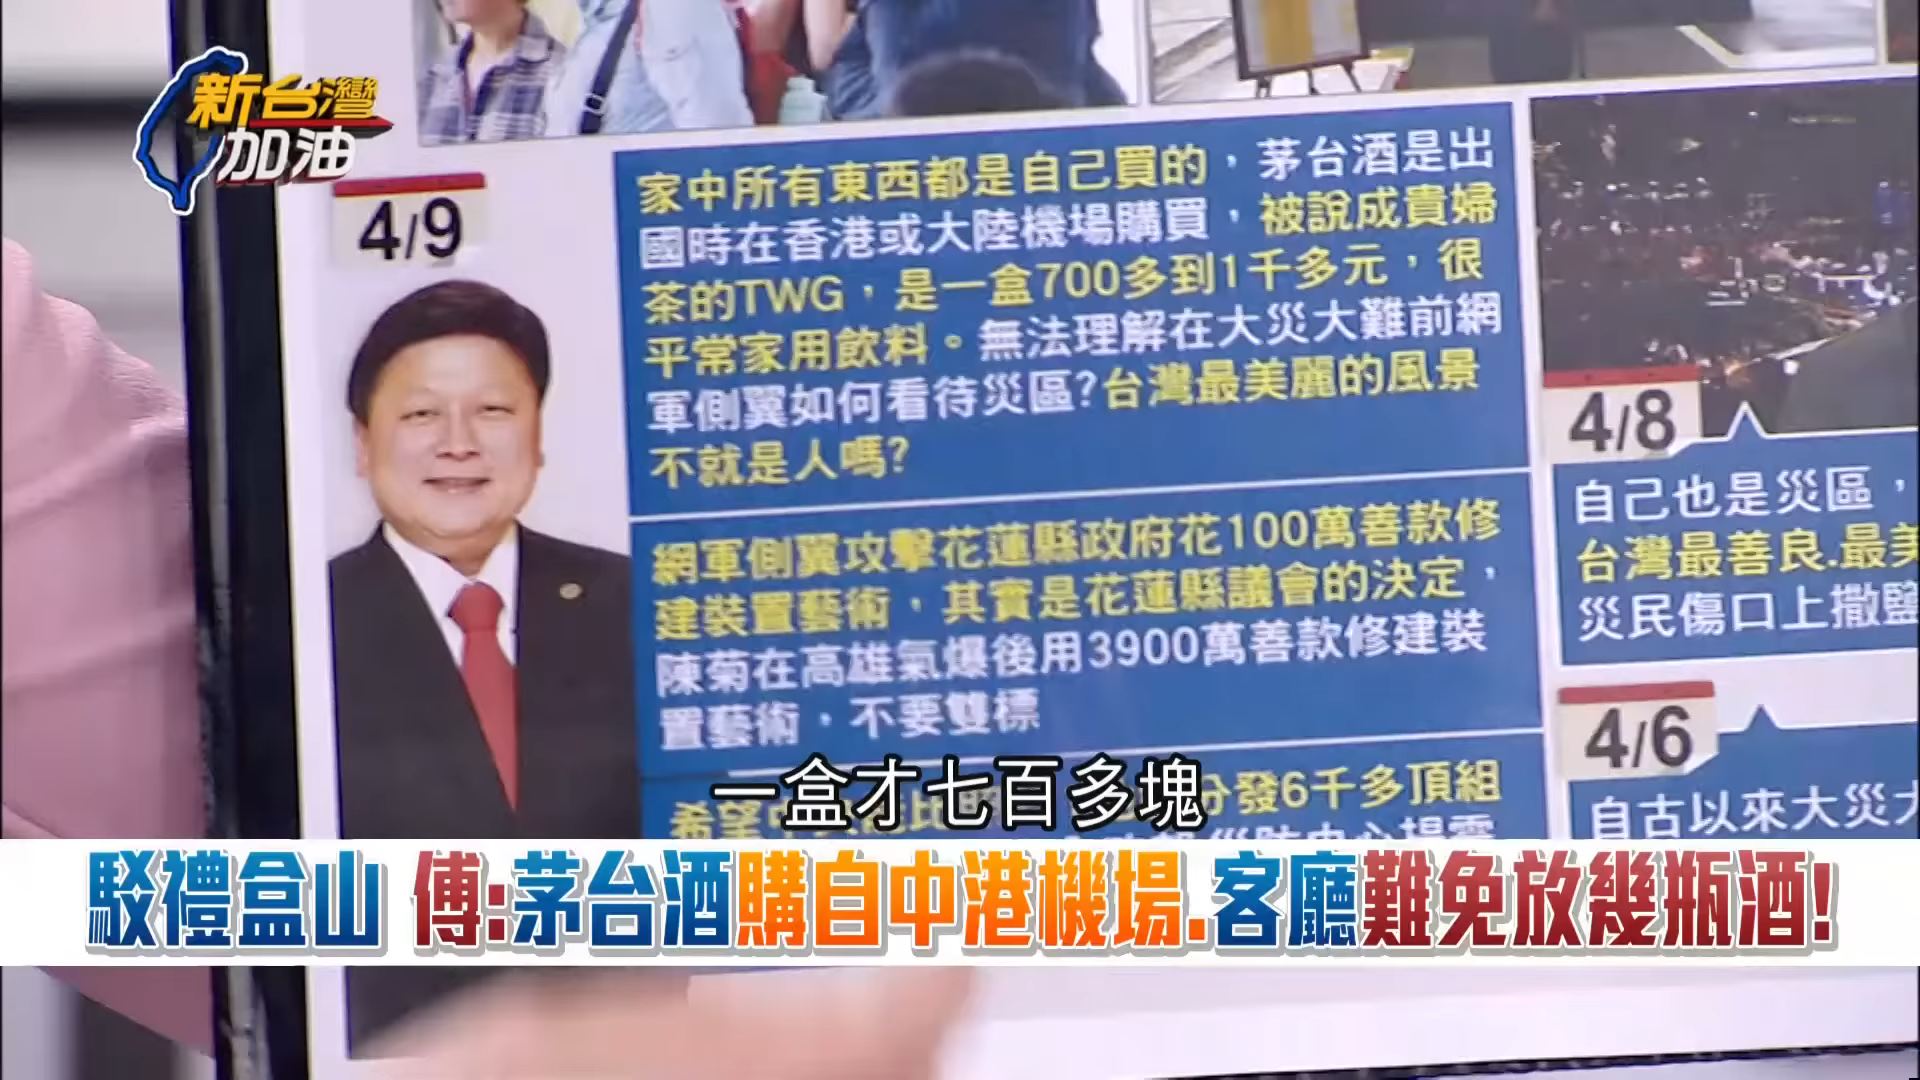 新台灣
加油
4/9
家中所有東西都是自己買的，茅台酒是出
國時在香港或大陸機場購買，被說成貴婦
茶的TWG，是一盒700多到1千多元，很
平常家用飲料。無法理解在大災大難前網
軍側翼如何看待災區?台灣最美麗的風景
不就是人嗎?
網軍側翼攻擊花蓮縣政府花100萬善款修
建裝置藝術，其實是花蓮縣議會的決定，
陳菊在高雄氣爆後用3900萬善款修建裝
置藝術，不要雙標
希望
分發6千多頂組
4/8
自己也是災區，
台灣最善良.最美
災民傷口上撒鹽
4/6
自古以來大災大
一盒才七百多塊
駁禮盒山 傅:茅台酒購自中港機場.客廳難免放幾瓶酒!